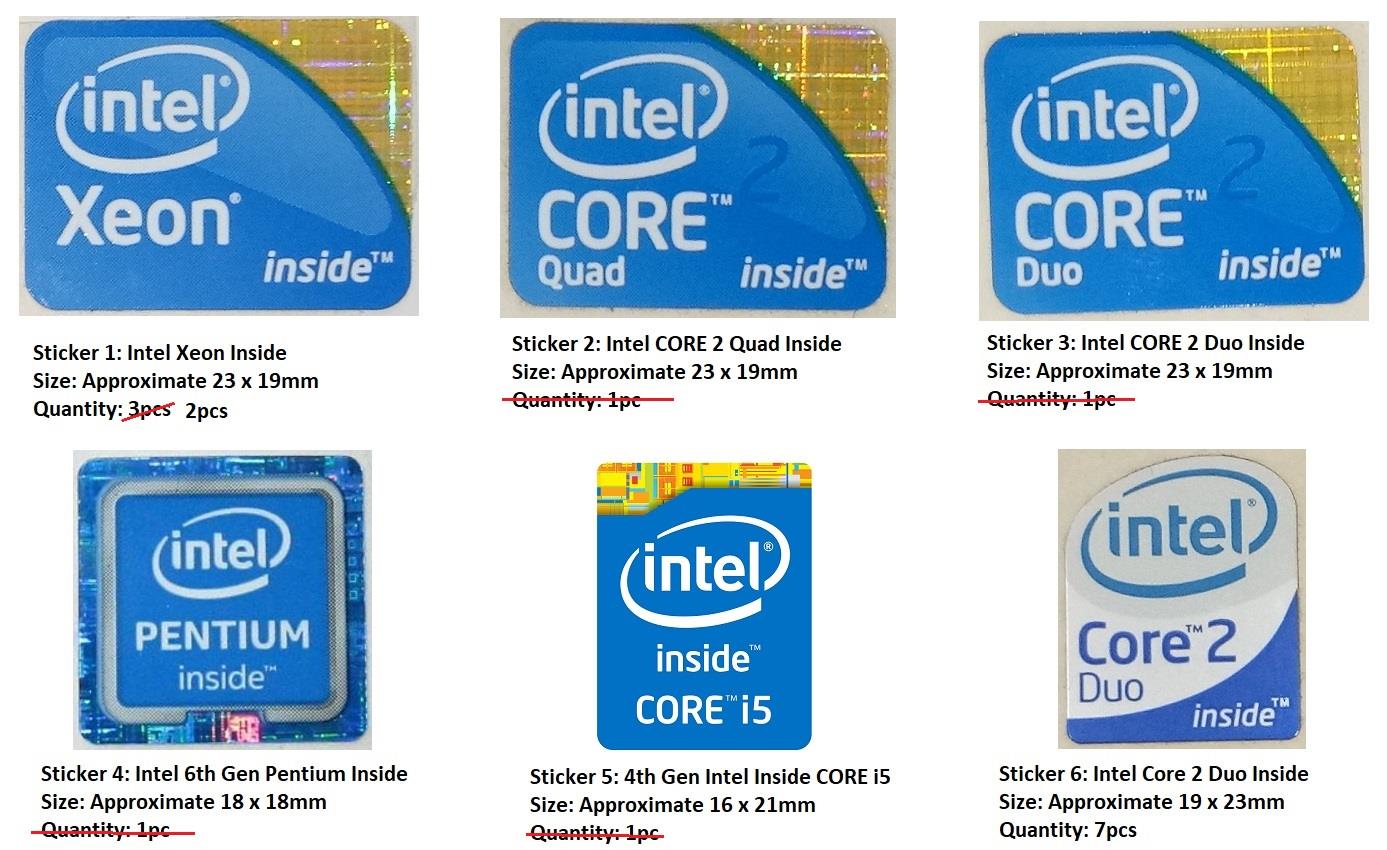 intel®
Xeon®
inside™
intel®
2
CORE™
Quad
inside™
intel®
2
CORE™
Duo
inside™
Sticker 1: Intel Xeon Inside
Size: Approximate 23 x 19mm
Quantity: 3pcs 2pcs
Sticker 2: Intel CORE 2 Quad Inside
Size: Approximate 23 x 19mm
Quantity: 1pc
Sticker 3: Intel CORE 2 Duo Inside
Size: Approximate 23 x 19mm
Quantity: 1pc
intel
PENTIUM
inside™
intel®
inside™
CORE™ i5
intel®
Core™ 2
Duo
inside™
Sticker 4: Intel 6th Gen Pentium Inside
Size: Approximate 18 x 18mm
Quantity: 1pc
Sticker 5: 4th Gen Intel Inside CORE i5
Size: Approximate 16 x 21mm
Quantity: 1pc
Sticker 6: Intel Core 2 Duo Inside
Size: Approximate 19 x 23mm
Quantity: 7pcs